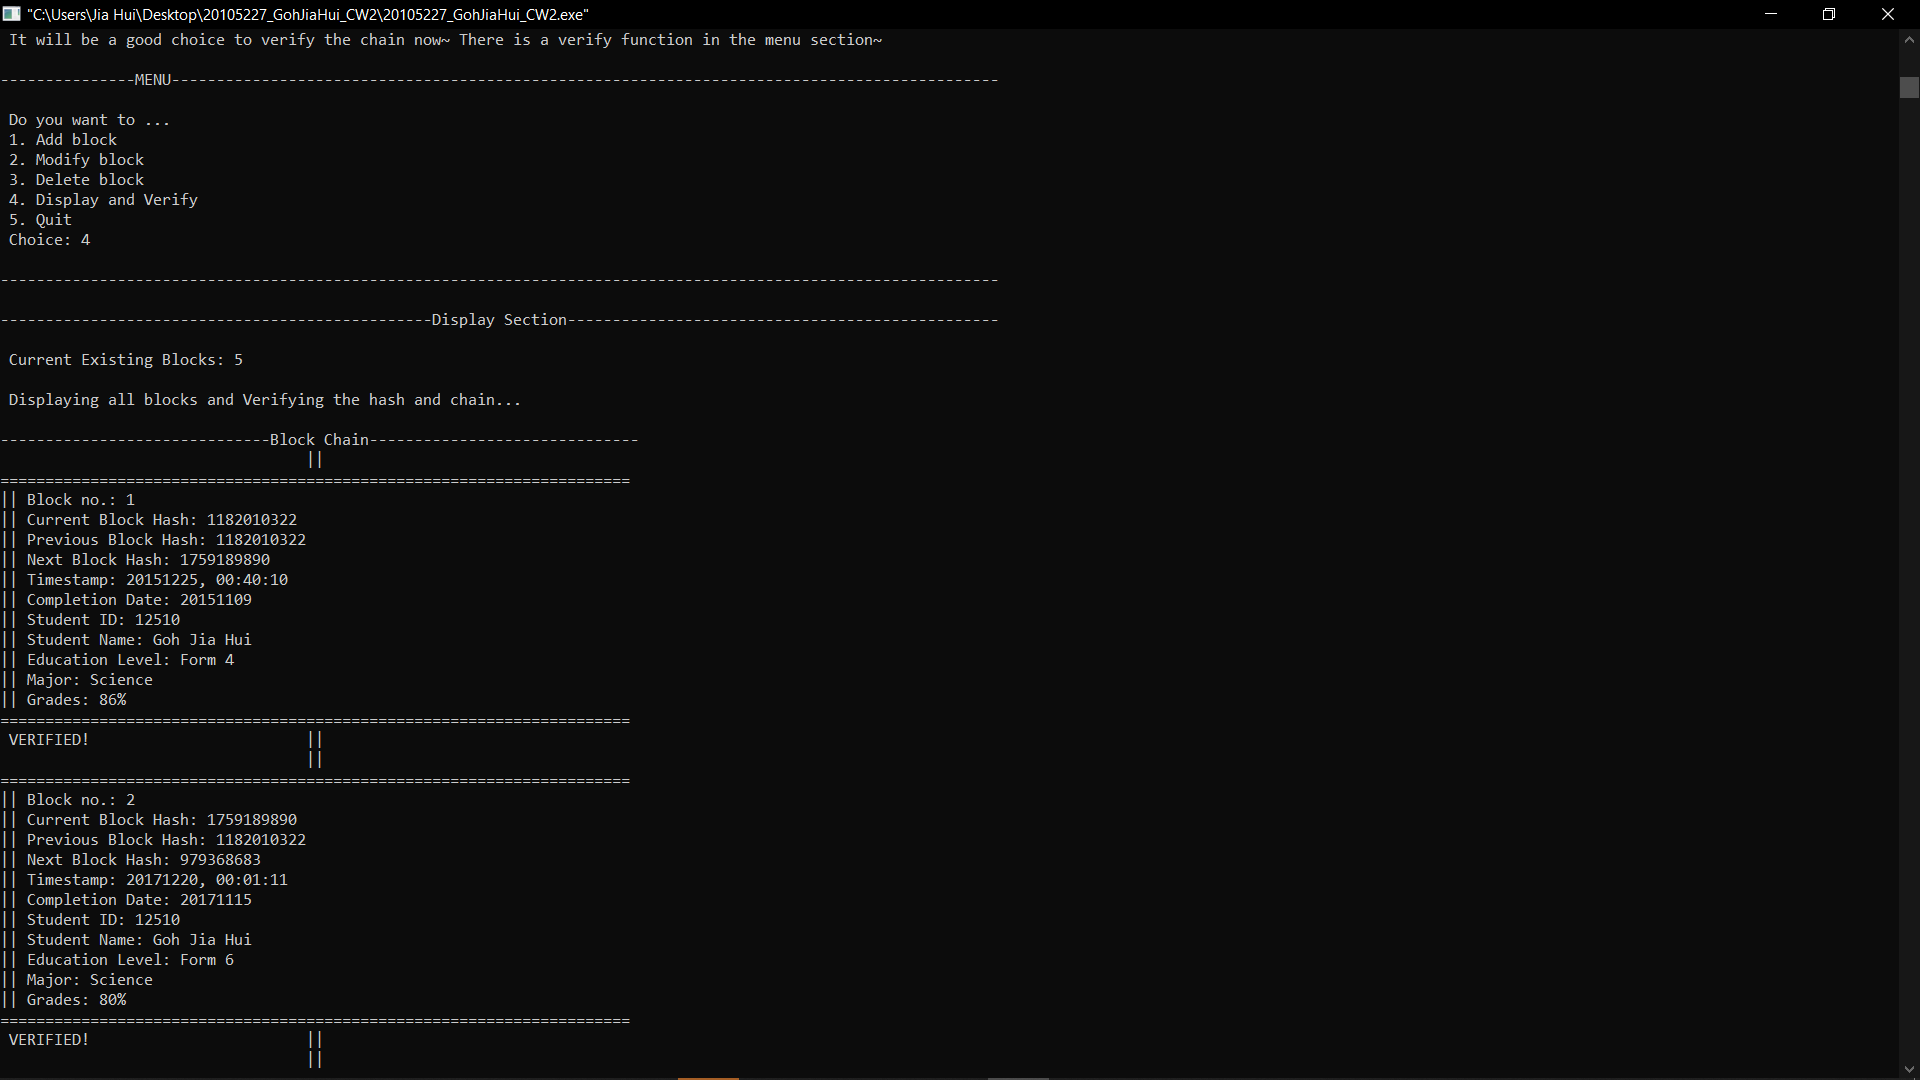 "C:\Users\Jia Hui\Desktop\20105227_GohJiaHui_CW2\20105227_GohJiaHui_CW2.exe"
It will be a good choice to verify the chain now~ There is a verify function in the menu section~
---------------MENU--------------------------------------------------------------------------------------------
Do you want to ...
1. Add block
2. Modify block
3. Delete block
4. Display and Verify
5. Quit
Choice: 4
---------------------------------------------------------------------------------------------------------------
------------------------------------------------Display Section------------------------------------------------
Current Existing Blocks: 5
Displaying all blocks and Verifying the hash and chain...
------------------------------Block Chain------------------------------
||
======================================================================
|| Block no.: 1
|| Current Block Hash: 1182010322
|| Previous Block Hash: 1182010322
|| Next Block Hash: 1759189890
|| Timestamp: 20151225, 00:40:10
|| Completion Date: 20151109
|| Student ID: 12510
|| Student Name: Goh Jia Hui
|| Education Level: Form 4
|| Major: Science
|| Grades: 86%
======================================================================
VERIFIED! ||
||
======================================================================
|| Block no.: 2
|| Current Block Hash: 1759189890
|| Previous Block Hash: 1182010322
|| Next Block Hash: 979368683
|| Timestamp: 20171220, 00:01:11
|| Completion Date: 20171115
|| Student ID: 12510
|| Student Name: Goh Jia Hui
|| Education Level: Form 6
|| Major: Science
|| Grades: 80%
======================================================================
VERIFIED! ||
||